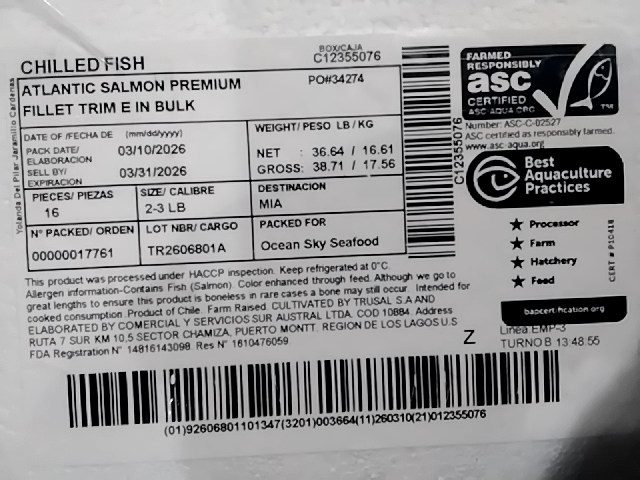 CHILLED FISH
BOX/CAJA
C12355076
ATLANTIC SALMON PREMIUM
FILLET TRIM E IN BULK
PO#34274
DATE OF /FECHA DE (mm/dd/yyyy)
PACK DATE/ 03/10/2026
ELABORACION
SELL BY/ 03/31/2026
EXPIRACION
WEIGHT/ PESO LB / KG
NET : 36.64 / 16.61
GROSS: 38.71 / 17.56
PIECES/ PIEZAS
16
SIZE/ CALIBRE
2-3 LB
DESTINACION
MIA
N° PACKED/ ORDEN
00000017761
LOT NBR/ CARGO
TR2606801A
PACKED FOR
Ocean Sky Seafood
This product was processed under HACCP inspection. Keep refrigerated at 0°C.
Allergen information-Contains Fish (Salmon). Color enhanced through feed. Although we go to
great lengths to ensure this product is boneless in rare cases a bone may still occur. Intended for
cooked consumption. Product of Chile. Farm Raised. CULTIVATED BY TRUSAL S.A AND
ELABORATED BY COMERCIAL Y SERVICIOS SUR AUSTRAL LTDA. COD 10884. Address
RUTA 7 SUR KM 10,5 SECTOR CHAMIZA, PUERTO MONTT. REGION DE LOS LAGOS U.S
FDA Registration N° 14816143098. Res N° 1610476059
Z
(01)92606801101347(3201)003664(11)260310(21)012355076
Yolanda Del Pilar Jaramillo Cardenas
C12355076
FARMED
RESPONSIBLY
asc
CERTIFIED
ASC-AQUA.ORG
TM
Number: ASC-C-02527
ASC certified as responsibly farmed.
www.asc-aqua.org
Best
Aquaculture
Practices
Processor
Farm
Hatchery
Feed
CERT # P10418
bapcertification.org
Linea:EMP-3
TURNO B 13:48:55